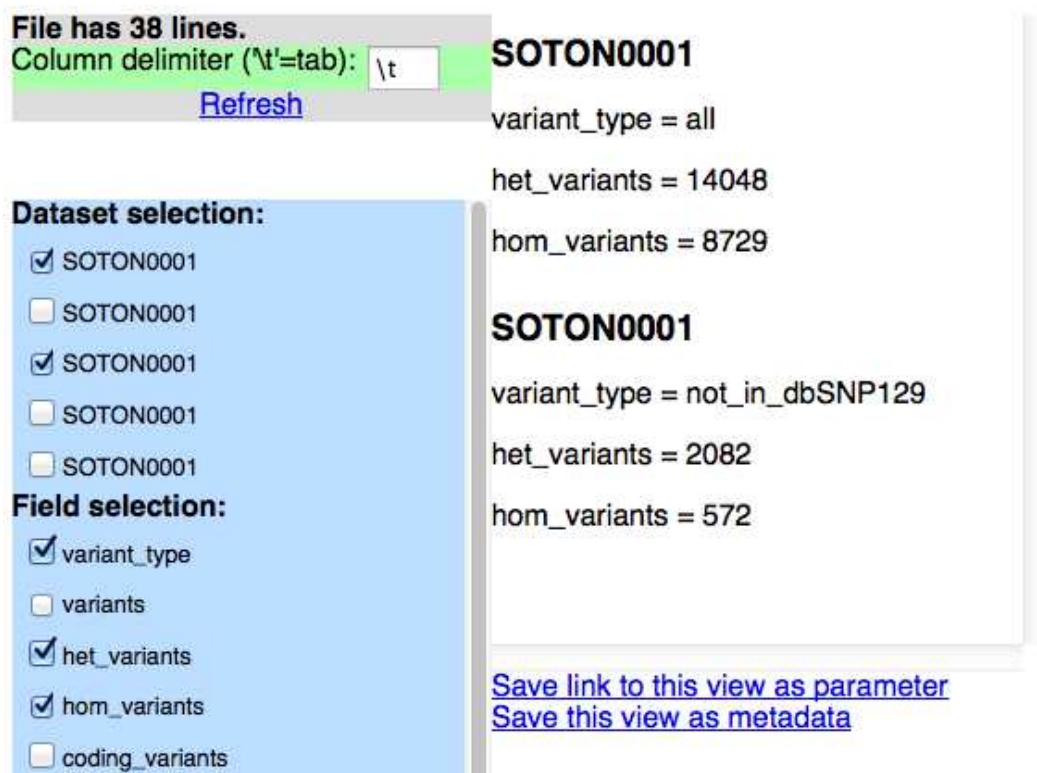 File has 38 lines.
Column delimiter ('\t'=tab): \t
Refresh
Dataset selection:
SOTON0001
SOTON0001
SOTON0001
SOTON0001
SOTON0001
Field selection:
variant_type
variants
het_variants
hom_variants
coding_variants
SOTON0001
variant_type = all
het_variants = 14048
hom_variants = 8729
SOTON0001
variant_type = not_in_dbSNP129
het_variants = 2082
hom_variants = 572
Save link to this view as parameter
Save this view as metadata